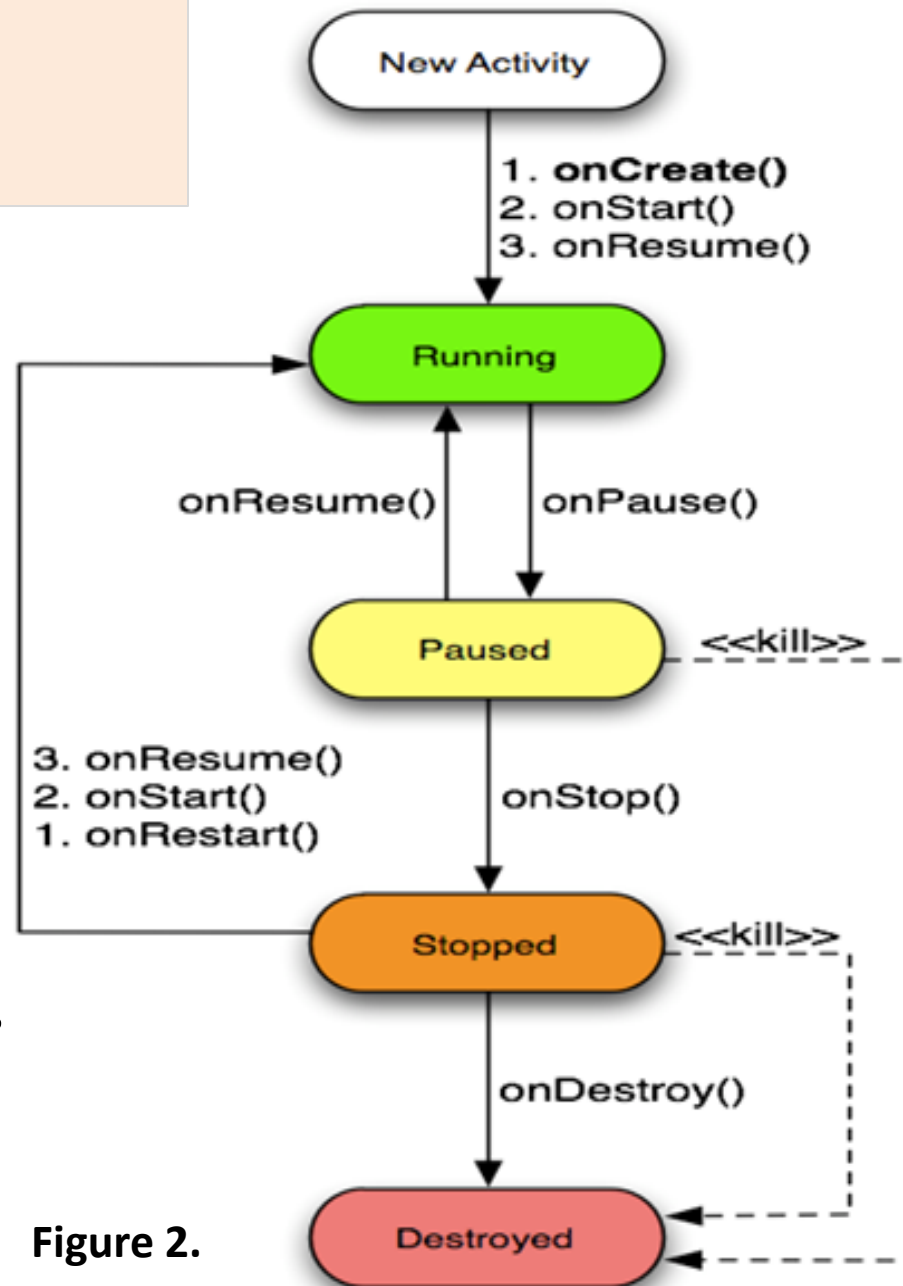 New Activity
1. onCreate()
2. onStart()
3. onResume()
Running
onResume()
onPause()
Paused
<<kill>>
3. onResume()
2. onStart()
1. onRestart()
onStop()
Stopped
<<kill>>
onDestroy()
Destroyed
Figure 2.